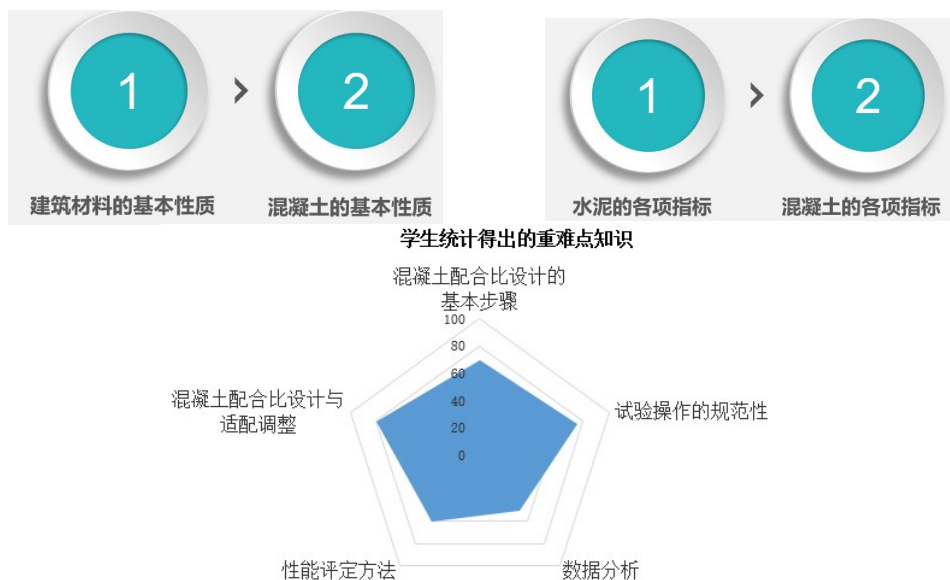 1
2
1
2
建筑材料的基本性质
混凝土的基本性质
水泥的各项指标
混凝土的各项指标
学生统计得出的重难点知识
混凝土配合比设计的
基本步骤
100
80
60
40
20
0
混凝土配合比设计与
适配调整
试验操作的规范性
性能评定方法
数据分析